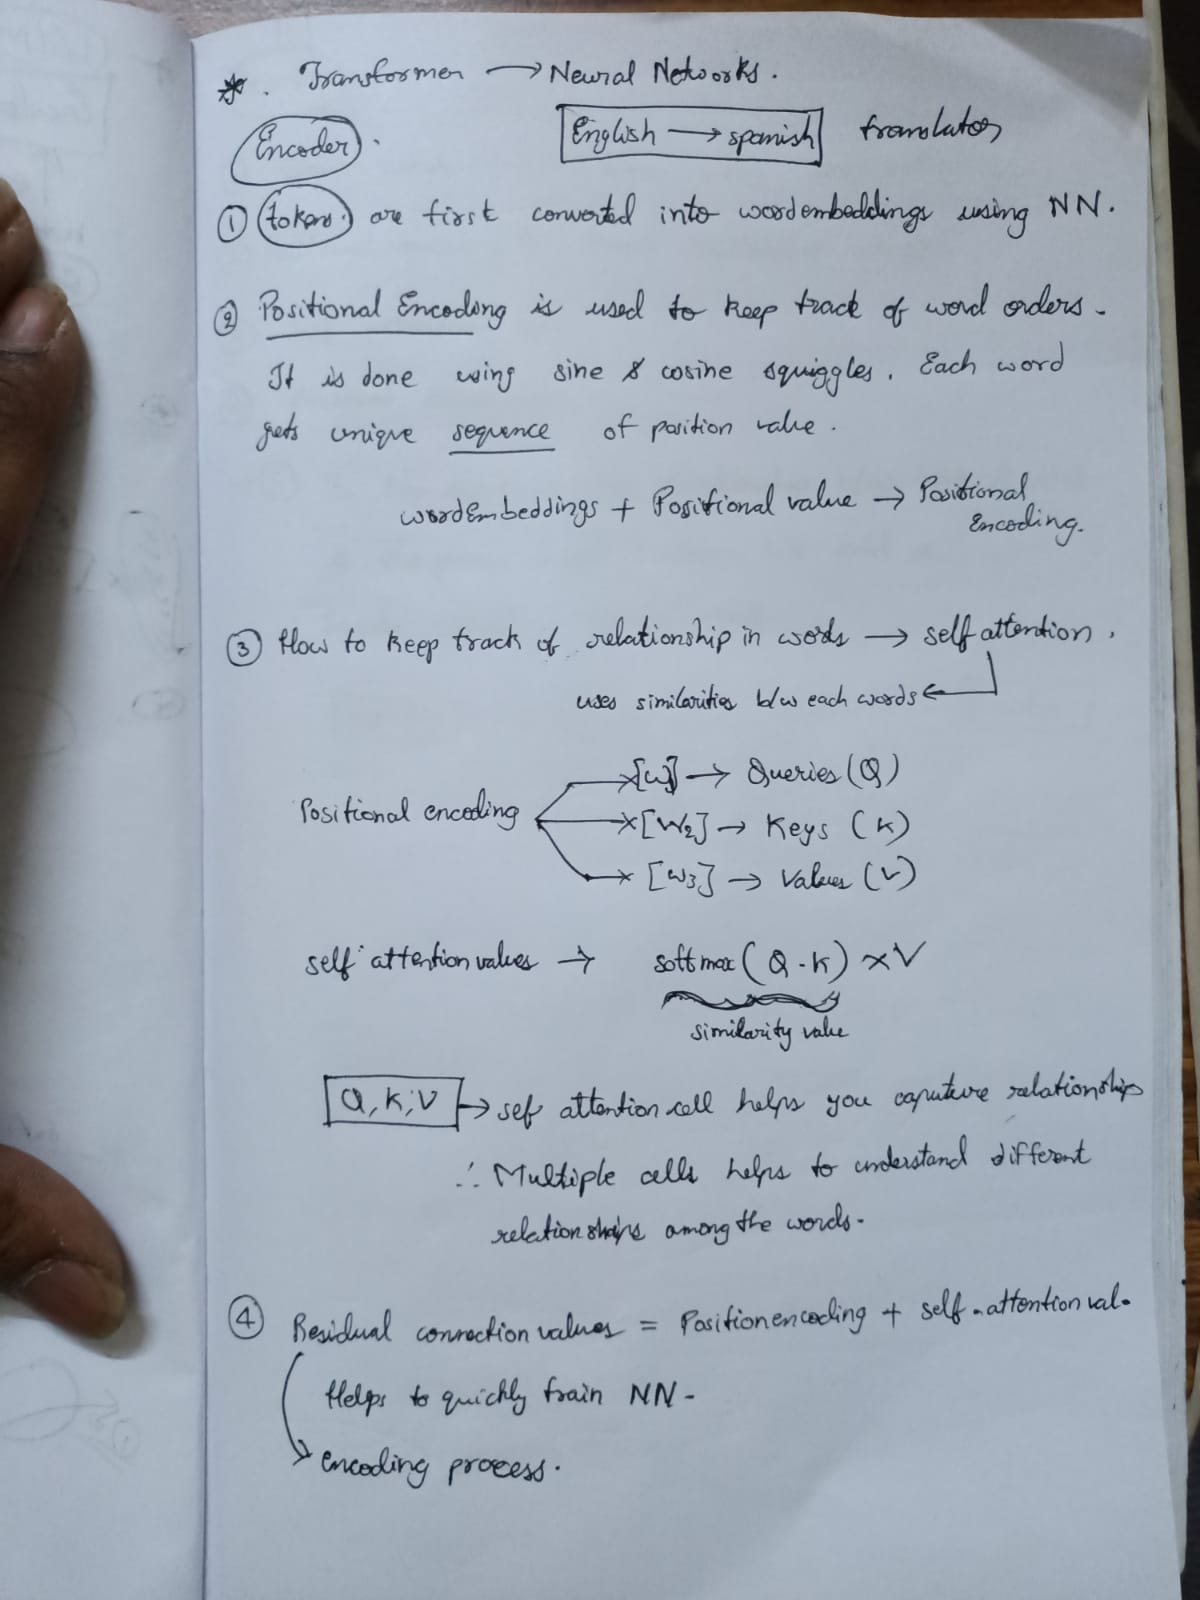 * . Transformer → Neural Networks.
Encoder . English → spanish translator
① tokens. are first converted into wordembeddings using NN.
② Positional Encoding is used to keep track of word orders.
It is done using sine & cosine squiggles. Each word
gets unique sequence of position value.
wordEmbeddings + Positional value → Positional
Encoding.
③ How to keep track of relationship in words → self attention.
uses similarities b/w each words ←
×[W] → Queries (Q)
Positional encoding ×[W2] → Keys (K)
× [W3] → Values (V)
self attention values → softmax (Q.K) × V
similarity value
Q, K, V → self attention cell helps you caputure relationships
∴ Multiple cells helps to understand different
relationships among the words.
④ Residual connection values = Position encoding + self-attention val.
Helps to quickly train NN -
encoding process.